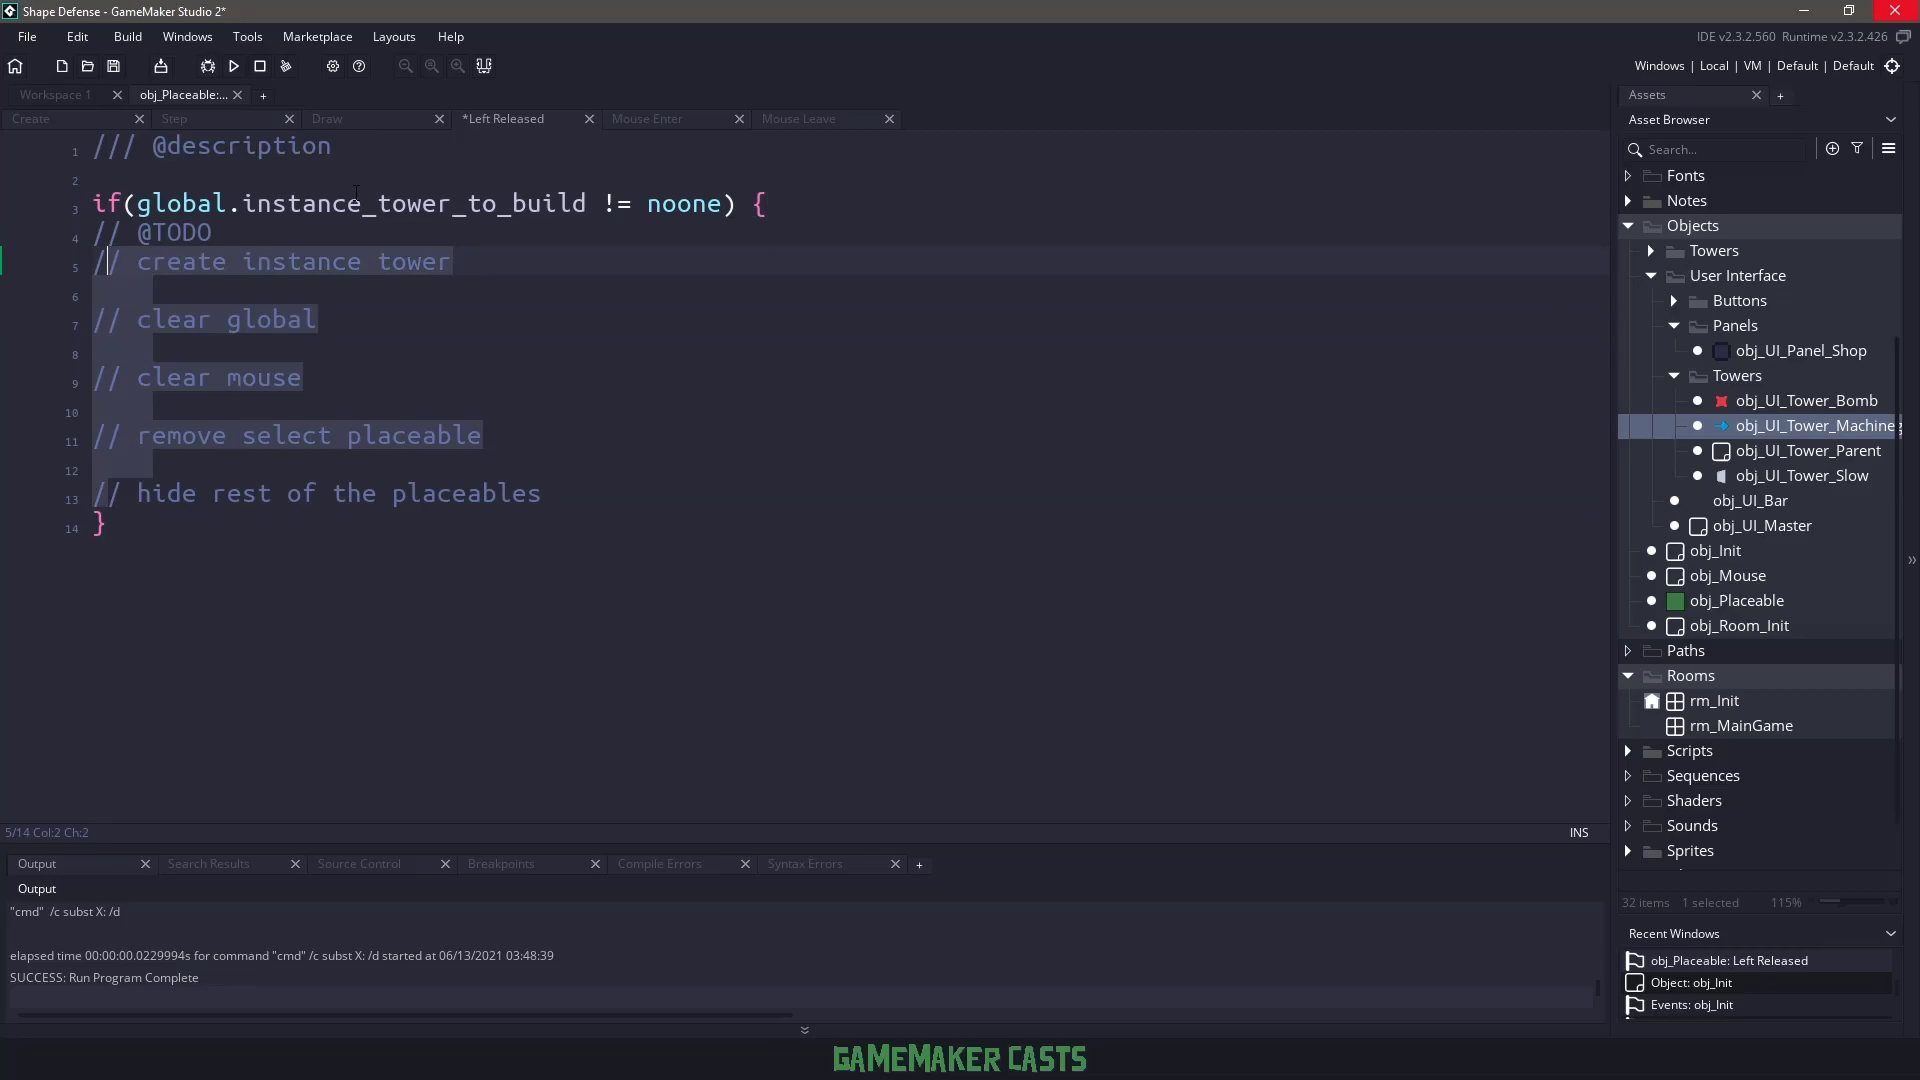 Shape Defense - GameMaker Studio 2*
File Edit Build Windows Tools Marketplace Layouts Help
IDE v2.3.2.560 Runtime v2.3.2.426
Windows | Local | VM | Default | Default
Workspace 1 obj_Placeable:... +
Create Step Draw *Left Released Mouse Enter Mouse Leave
1 /// @description
2
3 if(global.instance_tower_to_build != noone) {
4 // @TODO
5 // create instance tower
6
7 // clear global
8
9 // clear mouse
10
11 // remove select placeable
12
13 // hide rest of the placeables
14 }
5/14 Col:2 Ch:2 INS
Output Search Results Source Control Breakpoints Compile Errors Syntax Errors +
Output
"cmd" /c subst X: /d
elapsed time 00:00:00.0229994s for command "cmd" /c subst X: /d started at 06/13/2021 03:48:39
SUCCESS: Run Program Complete
Assets +
Asset Browser
Search...
Fonts
Notes
Objects
Towers
User Interface
Buttons
Panels
obj_UI_Panel_Shop
Towers
obj_UI_Tower_Bomb
obj_UI_Tower_Machine
obj_UI_Tower_Parent
obj_UI_Tower_Slow
obj_UI_Bar
obj_UI_Master
obj_Init
obj_Mouse
obj_Placeable
obj_Room_Init
Paths
Rooms
rm_Init
rm_MainGame
Scripts
Sequences
Shaders
Sounds
Sprites
32 items 1 selected 115%
Recent Windows
obj_Placeable: Left Released
Object: obj_Init
Events: obj_Init
GAMEMAKER CASTS